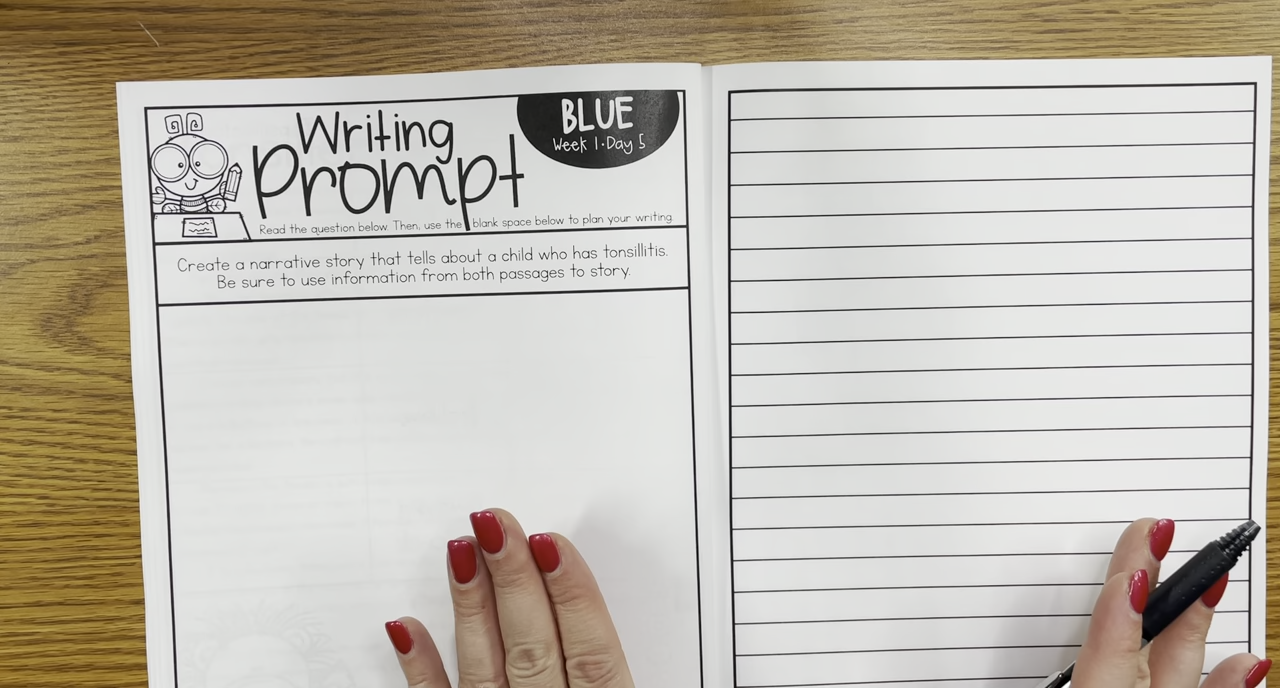 Writing
Prompt
BLUE
Week 1•Day 5
Read the question below. Then, use the blank space below to plan your writing.
Create a narrative story that tells about a child who has tonsillitis.
Be sure to use information from both passages to story.